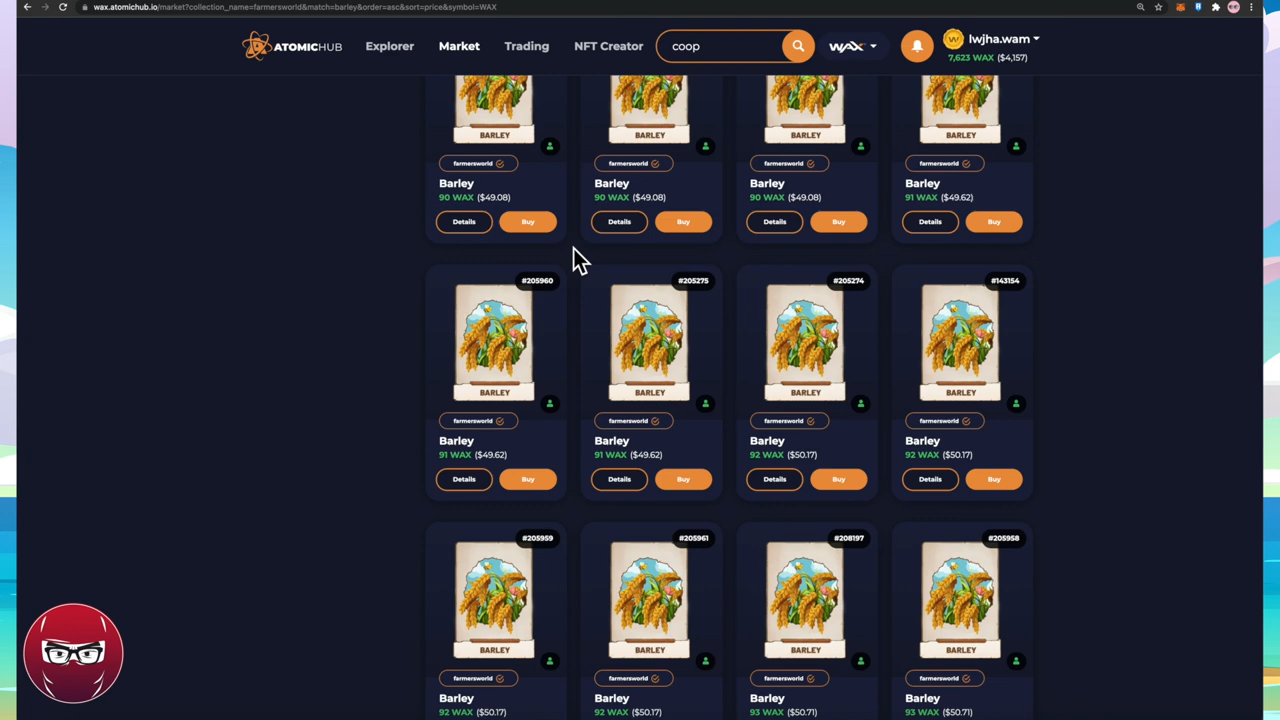 wax.atomichub.io/market?collection_name=farmersworld&match=barley&order=asc&sort=price&symbol=WAX
ATOMICHUB
Explorer
Market
Trading
NFT Creator
coop
WAX
W
lwjha.wam
7,623 WAX ($4,157)
BARLEY
BARLEY
BARLEY
BARLEY
farmersworld
farmersworld
farmersworld
farmersworld
Barley
Barley
Barley
Barley
90 WAX ($49.08)
90 WAX ($49.08)
90 WAX ($49.08)
91 WAX ($49.62)
Details
Buy
Details
Buy
Details
Buy
Details
Buy
#205960
#205275
#205274
#143154
BARLEY
BARLEY
BARLEY
BARLEY
farmersworld
farmersworld
farmersworld
farmersworld
Barley
Barley
Barley
Barley
91 WAX ($49.62)
91 WAX ($49.62)
92 WAX ($50.17)
92 WAX ($50.17)
Details
Buy
Details
Buy
Details
Buy
Details
Buy
#205959
#205961
#208197
#205958
BARLEY
BARLEY
BARLEY
BARLEY
farmersworld
farmersworld
farmersworld
farmersworld
Barley
Barley
Barley
Barley
92 WAX ($50.17)
92 WAX ($50.17)
93 WAX ($50.71)
93 WAX ($50.71)